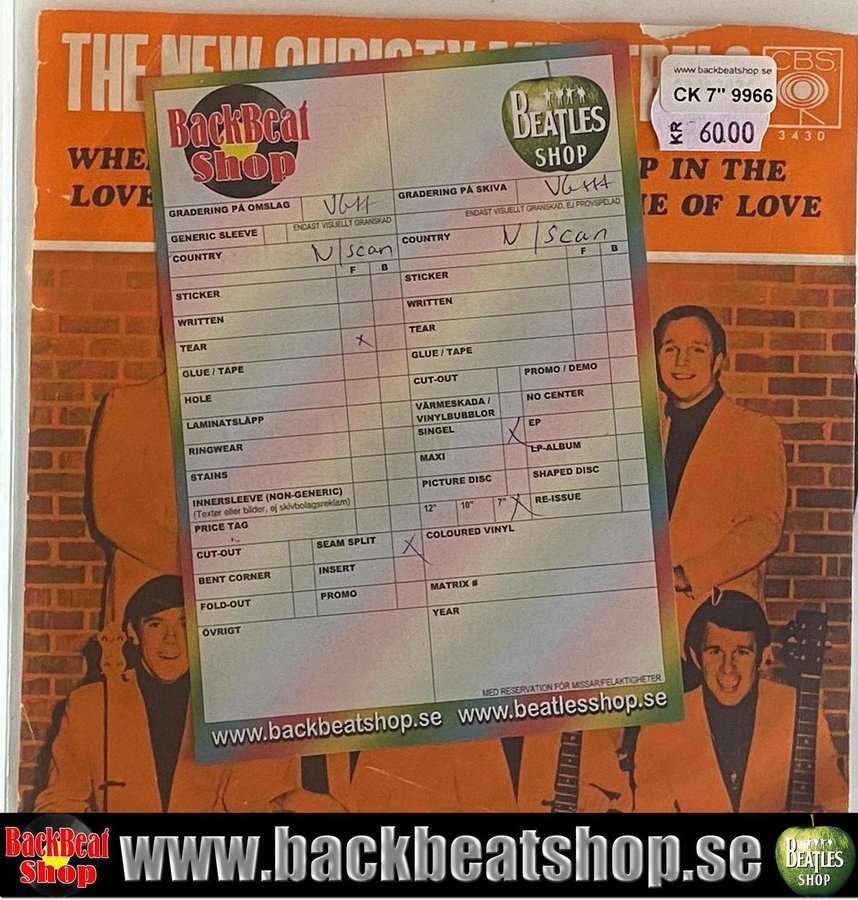 THE NEW CHRISTY
CBS
3430
www.backbeatshop.se
CK 7" 9966
KR 60.00
P IN THE
LOVE
E OF LOVE
BackBeat
Shop
BEATLES
SHOP
GRADERING PÅ OMSLAG VG++
ENDAST VISUELLT GRANSKAD
GENERIC SLEEVE
COUNTRY N/scan
F B
STICKER
WRITTEN
TEAR x
GLUE / TAPE
HOLE
LAMINATSLÄPP
RINGWEAR
STAINS
INNERSLEEVE (NON-GENERIC)
(Texter eller bilder, ej skivbolagsreklam)
PRICE TAG
CUT-OUT SEAM SPLIT x
BENT CORNER INSERT
FOLD-OUT PROMO
ÖVRIGT
GRADERING PÅ SKIVA VG+++
ENDAST VISUELLT GRANSKAD, EJ PROVSPELAD
COUNTRY N/scan
F B
STICKER
WRITTEN
TEAR
GLUE / TAPE
CUT-OUT PROMO / DEMO
VÄRMESKADA /
VINYLBUBBLOR NO CENTER
SINGEL x EP
MAXI LP-ALBUM
PICTURE DISC SHAPED DISC
12" 10" 7" x RE-ISSUE
COLOURED VINYL
MATRIX #
YEAR
MED RESERVATION FÖR MISSAR/FELAKTIGHETER
www.backbeatshop.se www.beatlesshop.se
BackBeat
Shop
www.backbeatshop.se
BEATLES
SHOP